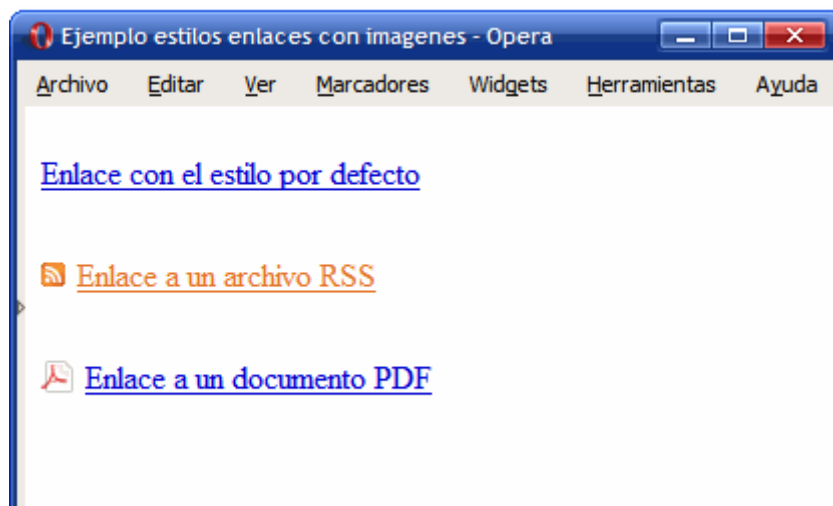 Ejemplo estilos enlaces con imagenes - Opera
Archivo Editar Ver Marcadores Widgets Herramientas Ayuda
Enlace con el estilo por defecto
Enlace a un archivo RSS
Enlace a un documento PDF